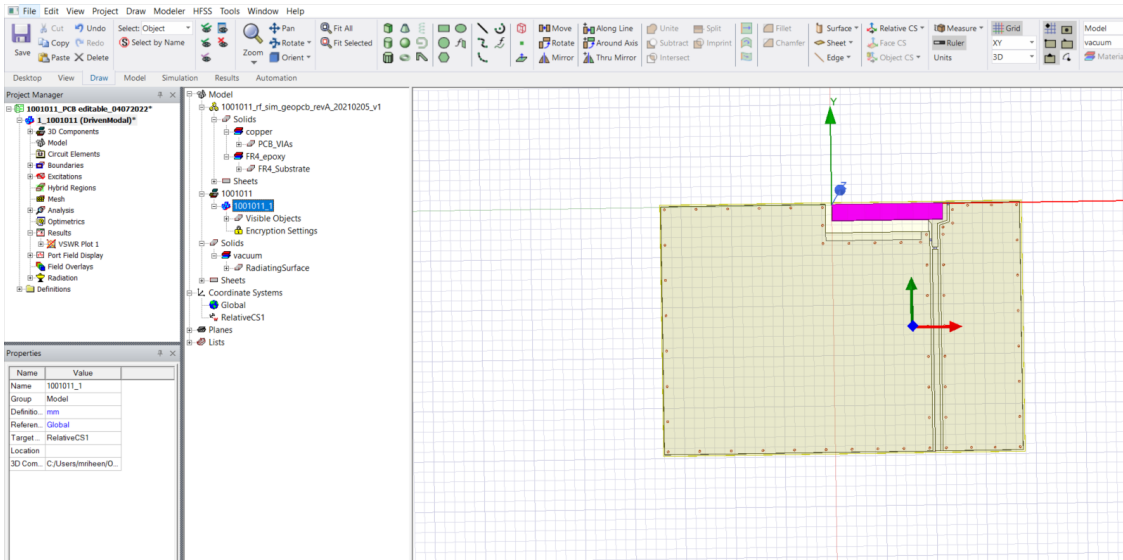 File Edit View Project Draw Modeler HFSS Tools Window Help
Save
Cut Undo
Copy Redo
Paste Delete
Select: Object
Select by Name
Zoom
Pan
Rotate
Orient
Fit All
Fit Selected
Move Along Line
Rotate Around Axis
Mirror Thru Mirror
Unite Split
Subtract Imprint
Intersect
Fillet
Chamfer
Surface
Sheet
Edge
Relative CS
Face CS
Object CS
Measure
Ruler
Units
Grid
XY
3D
Model
vacuum
Material
Desktop View Draw Model Simulation Results Automation
Project Manager
1001011_PCB editable_04072022*
1_1001011 (DrivenModal)*
3D Components
Model
Circuit Elements
Boundaries
Excitations
Hybrid Regions
Mesh
Analysis
Optimetrics
Results
VSWR Plot 1
Port Field Display
Field Overlays
Radiation
Definitions
Model
1001011_rf_sim_geopcb_revA_20210205_v1
Solids
copper
PCB_VIAs
FR4_epoxy
FR4_Substrate
Sheets
1001011
1001011_1
Visible Objects
Encryption Settings
Solids
vacuum
RadiatingSurface
Sheets
Coordinate Systems
Global
RelativeCS1
Planes
Lists
Properties
Name Value
Name 1001011_1
Group Model
Definitio... mm
Referen... Global
Target... RelativeCS1
Location
3D Com... C:/Users/mriheen/O...
Y
Z